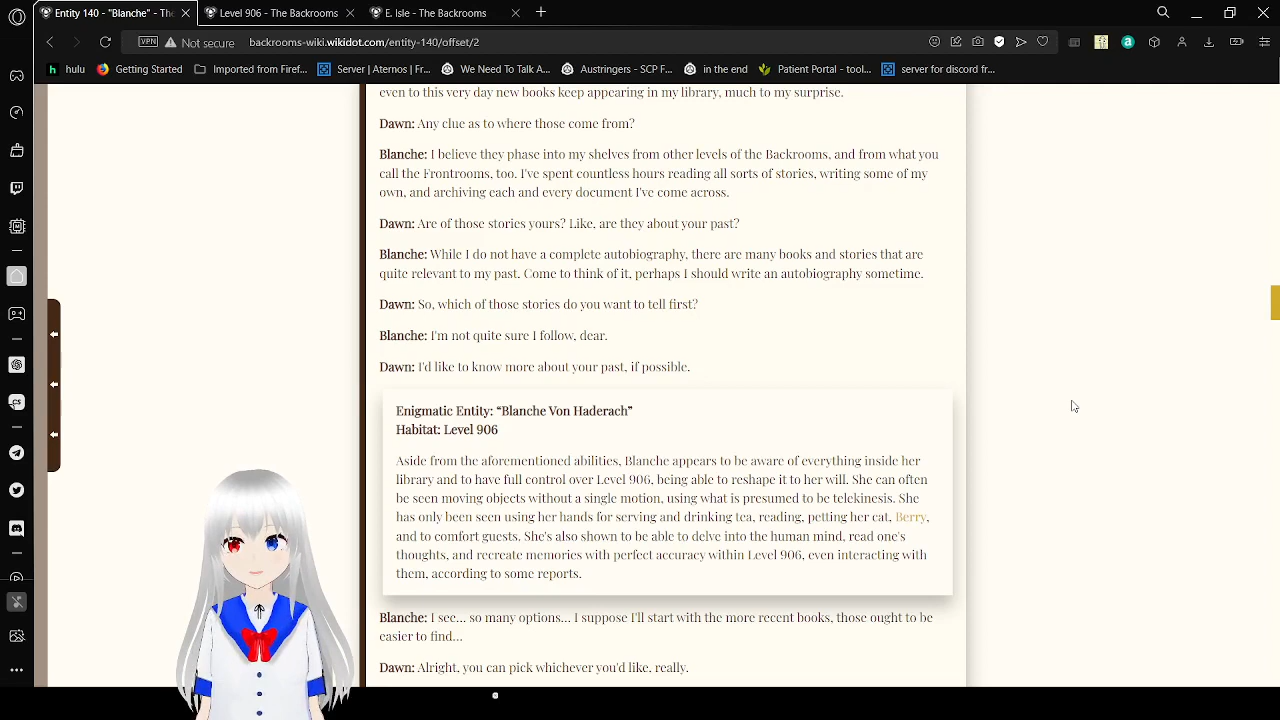 Entity 140 - "Blanche" - Th
Level 906 - The Backrooms
E. Isle - The Backrooms
VPN
Not secure
backrooms-wiki.wikidot.com/entity-140/offset/2
hulu
Getting Started
Imported from Firef...
Server | Aternos | Fr...
We Need To Talk A...
Austringers - SCP F...
in the end
Patient Portal - tool...
server for discord fr...
even to this very day new books keep appearing in my library, much to my surprise.
Dawn: Any clue as to where those come from?
Blanche: I believe they phase into my shelves from other levels of the Backrooms, and from what you
call the Frontrooms, too. I've spent countless hours reading all sorts of stories, writing some of my
own, and archiving each and every document I've come across.
Dawn: Are of those stories yours? Like, are they about your past?
Blanche: While I do not have a complete autobiography, there are many books and stories that are
quite relevant to my past. Come to think of it, perhaps I should write an autobiography sometime.
Dawn: So, which of those stories do you want to tell first?
Blanche: I'm not quite sure I follow, dear.
Dawn: I'd like to know more about your past, if possible.
Enigmatic Entity: “Blanche Von Haderach”
Habitat: Level 906
Aside from the aforementioned abilities, Blanche appears to be aware of everything inside her
library and to have full control over Level 906, being able to reshape it to her will. She can often
be seen moving objects without a single motion, using what is presumed to be telekinesis. She
has only been seen using her hands for serving and drinking tea, reading, petting her cat, Berry,
and to comfort guests. She's also shown to be able to delve into the human mind, read one's
thoughts, and recreate memories with perfect accuracy within Level 906, even interacting with
them, according to some reports.
Blanche: I see... so many options... I suppose I'll start with the more recent books, those ought to be
easier to find...
Dawn: Alright, you can pick whichever you'd like, really.